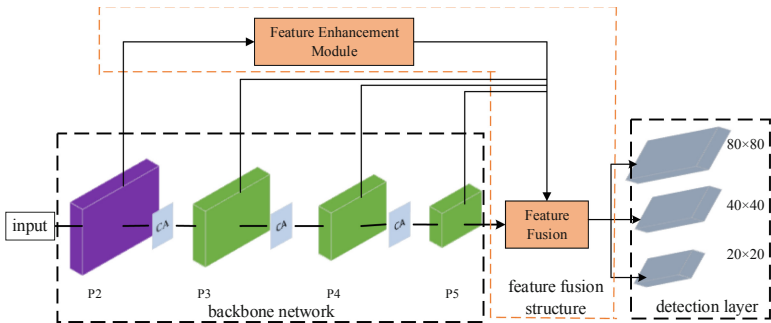 Feature Enhancement
Module
80×80
input
CA
CA
CA
Feature
Fusion
40×40
20×20
P2
P3
P4
P5
backbone network
feature fusion
structure
detection layer